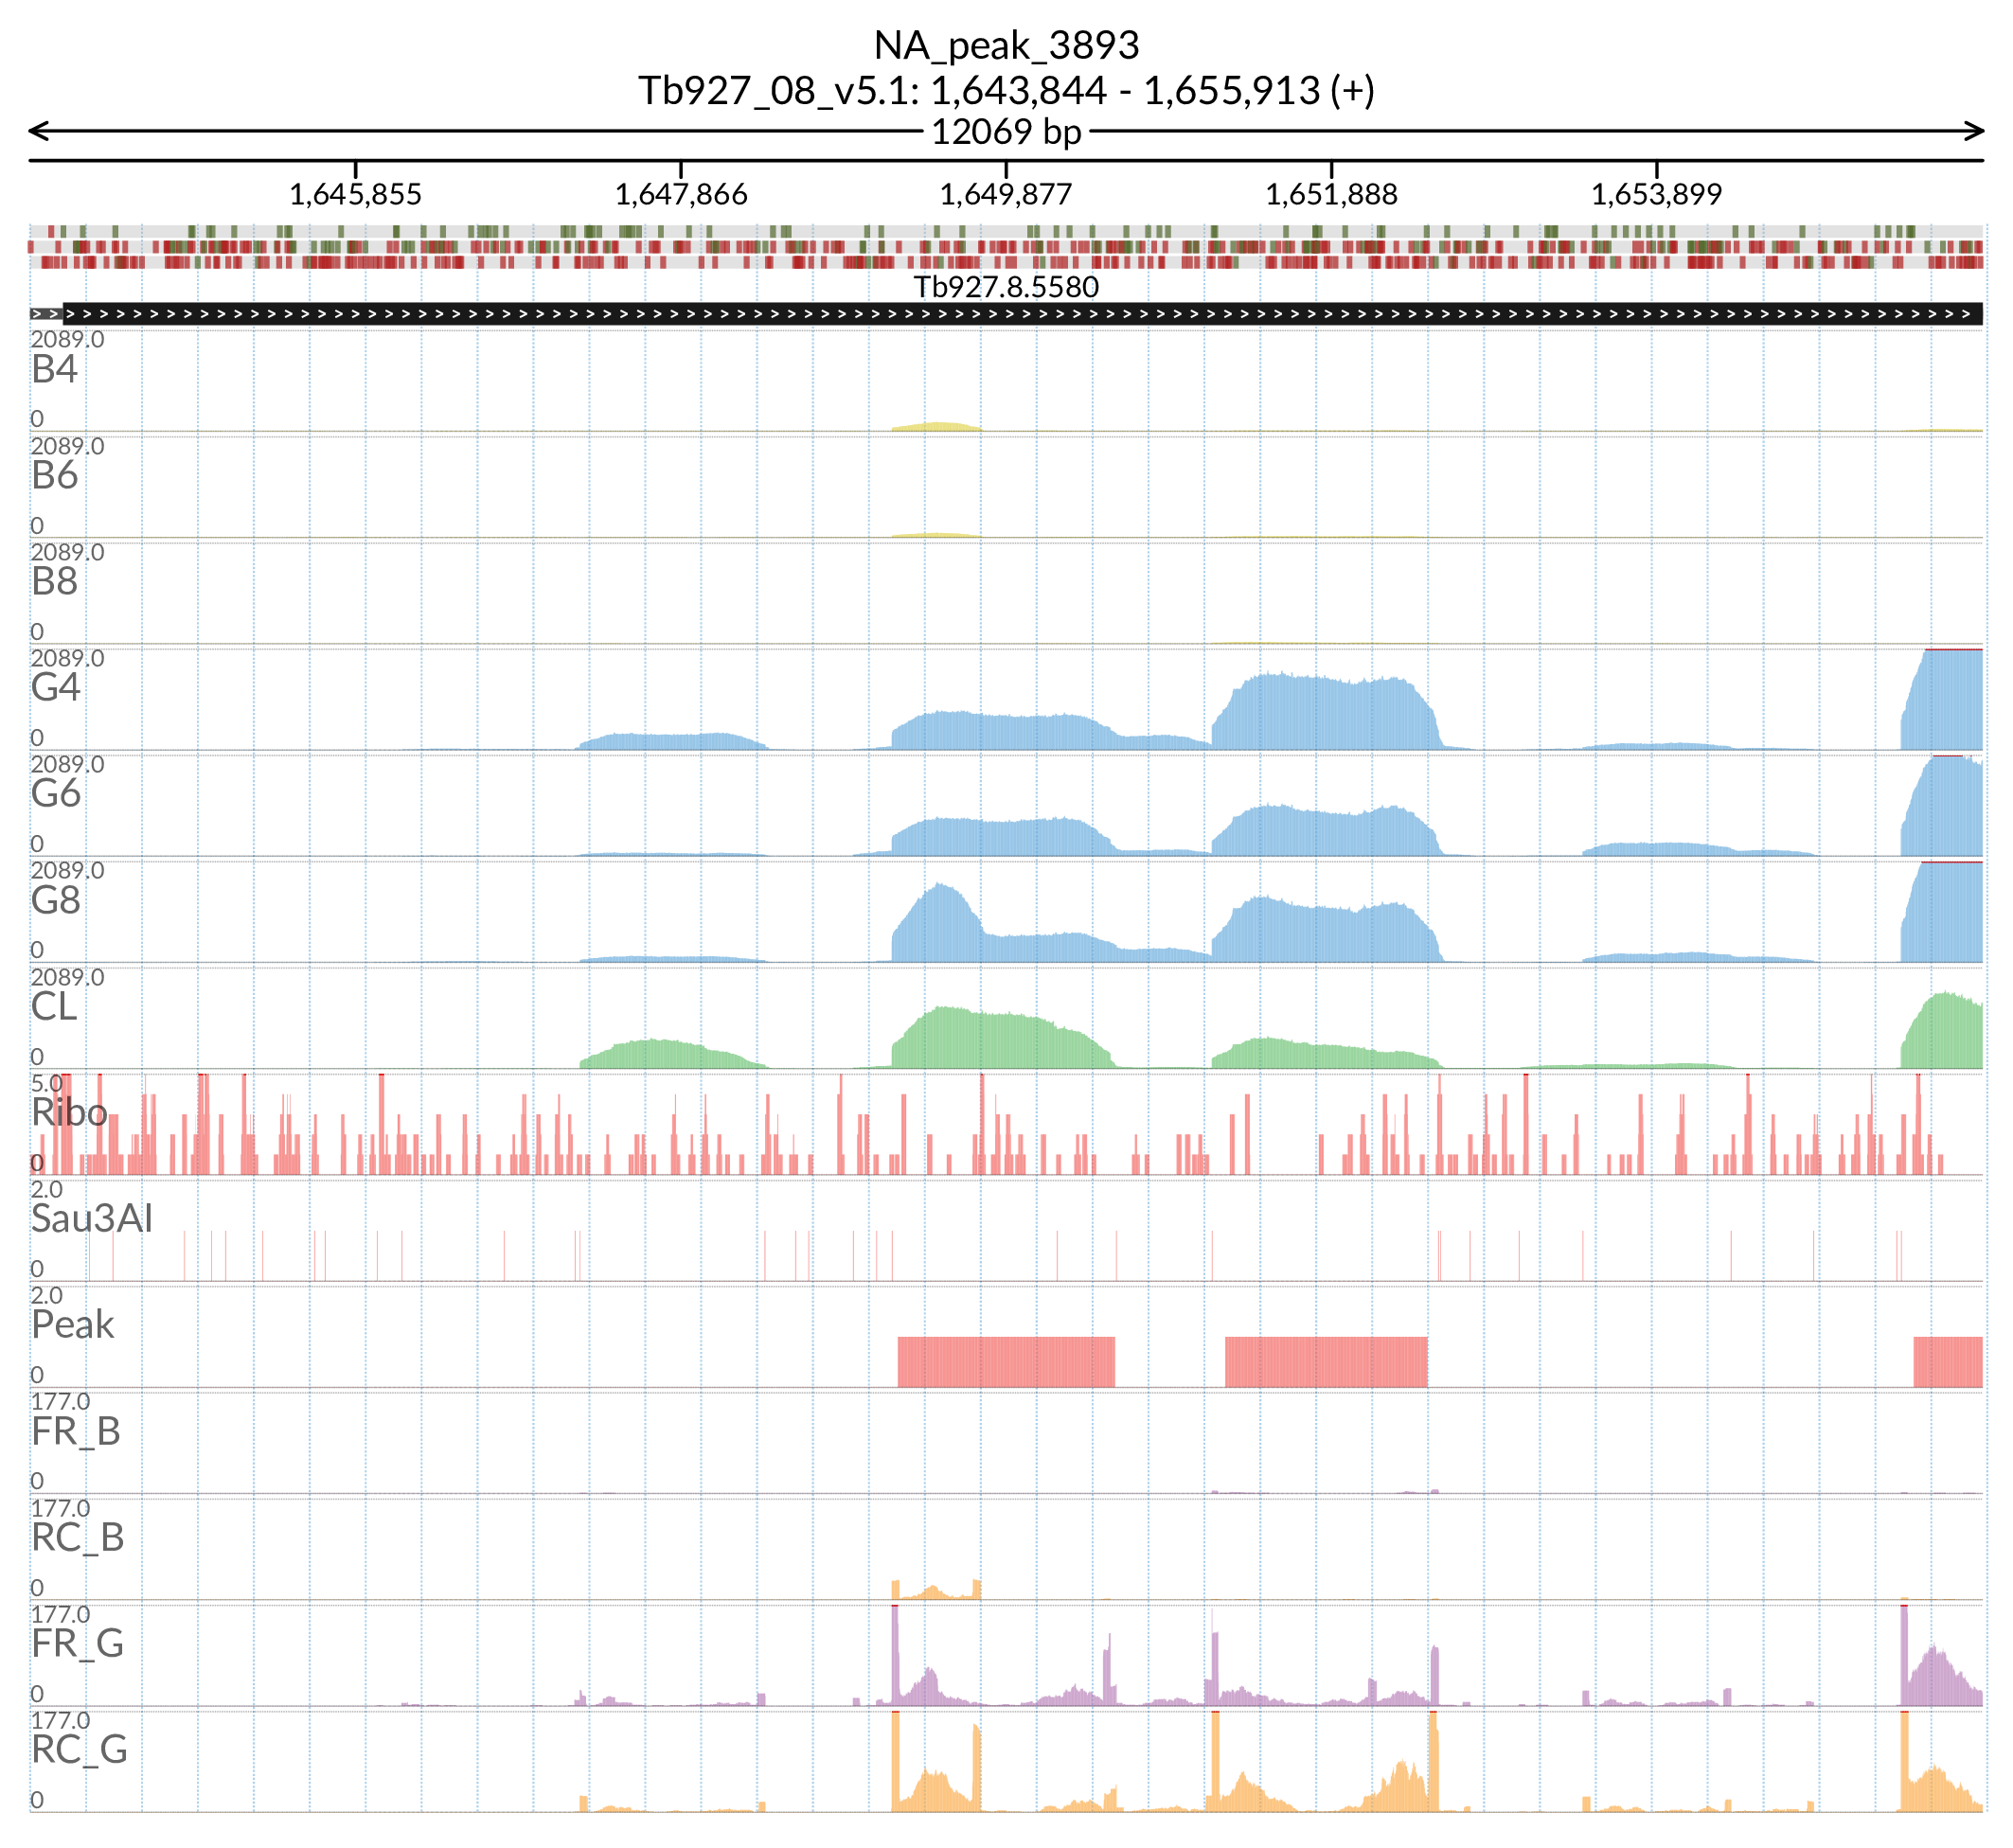 NA_peak_3893
Tb927_08_v5.1: 1,643,844 - 1,655,913 (+)
12069 bp
1,645,855 1,647,866 1,649,877 1,651,888 1,653,899
Tb927.8.5580
2089.0
B4
0
2089.0
B6
0
2089.0
B8
0
2089.0
G4
0
2089.0
G6
0
2089.0
G8
0
2089.0
CL
0
5.0
Ribo
0
2.0
Sau3AI
0
2.0
Peak
0
177.0
FR_B
0
177.0
RC_B
0
177.0
FR_G
0
177.0
RC_G
0